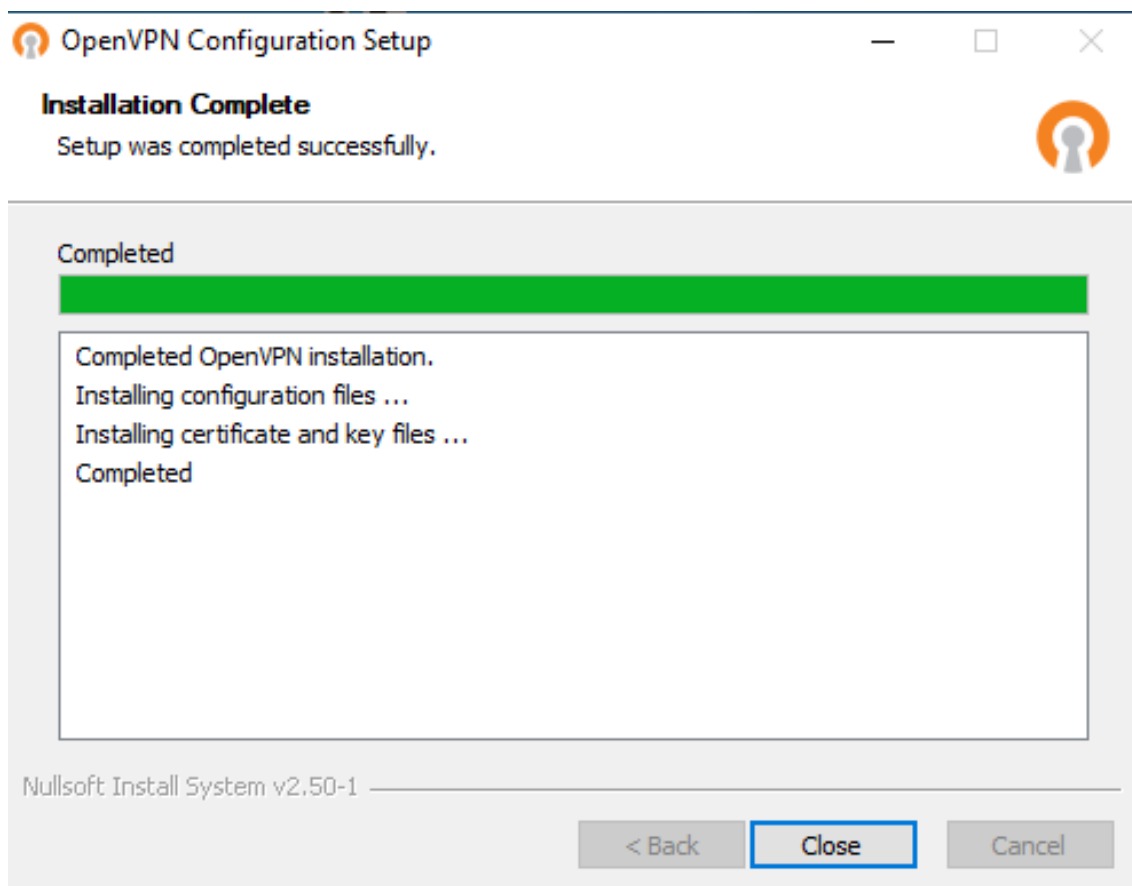 OpenVPN Configuration Setup
Installation Complete
Setup was completed successfully.
Completed
Completed OpenVPN installation.
Installing configuration files ...
Installing certificate and key files ...
Completed
Nullsoft Install System v2.50-1
< Back
Close
Cancel